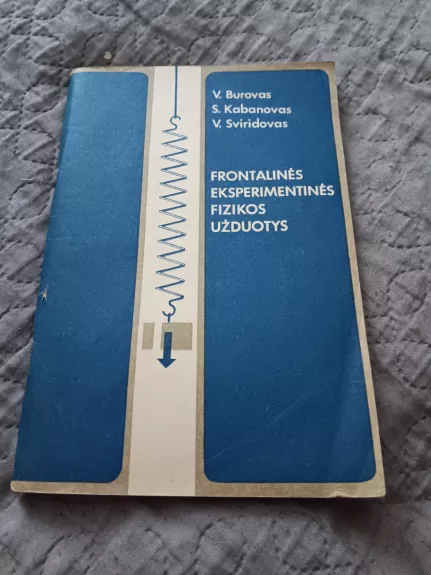 V. Burovas
S. Kabanovas
V. Sviridovas
FRONTALINĖS
EKSPERIMENTINĖS
FIZIKOS
UŽDUOTYS